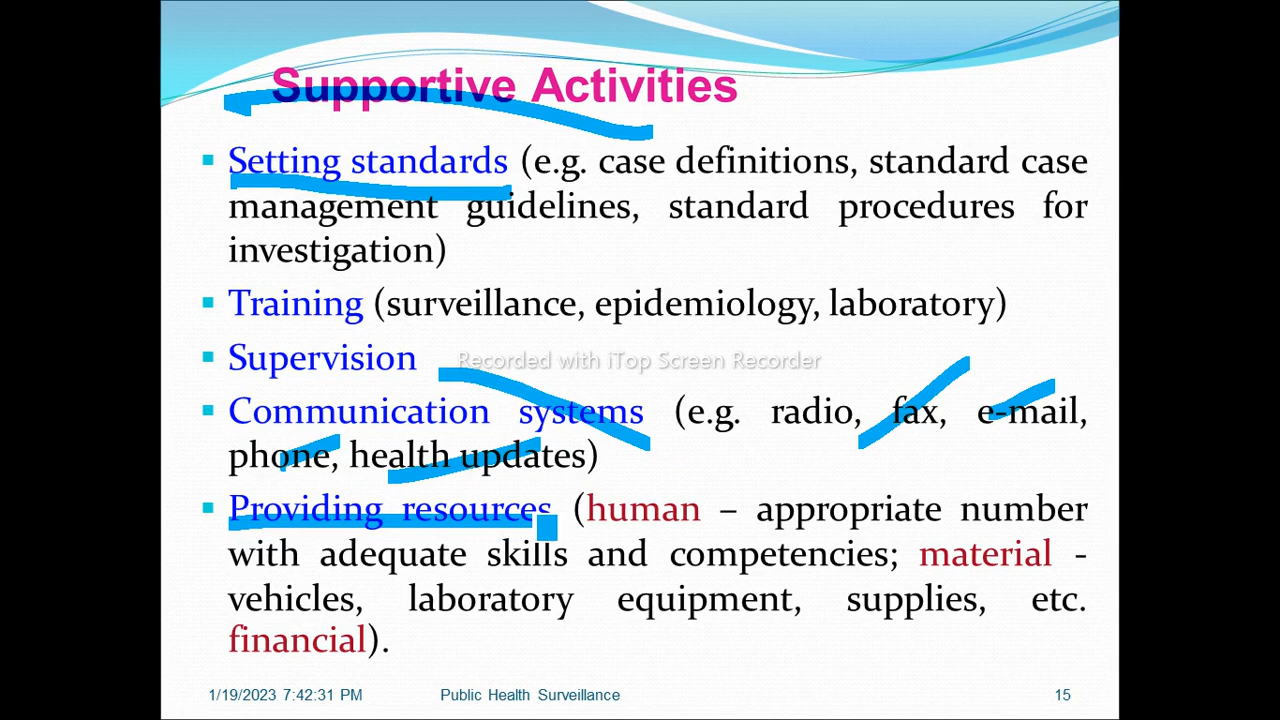 Supportive Activities
Setting standards (e.g. case definitions, standard case
management guidelines, standard procedures for
investigation)
Training (surveillance, epidemiology, laboratory)
Supervision
Recorded with iTop Screen Recorder
Communication systems (e.g. radio, fax, e-mail,
phone, health updates)
Providing resources (human – appropriate number
with adequate skills and competencies; material -
vehicles, laboratory equipment, supplies, etc.
financial).
1/19/2023 7:42:31 PM Public Health Surveillance 15